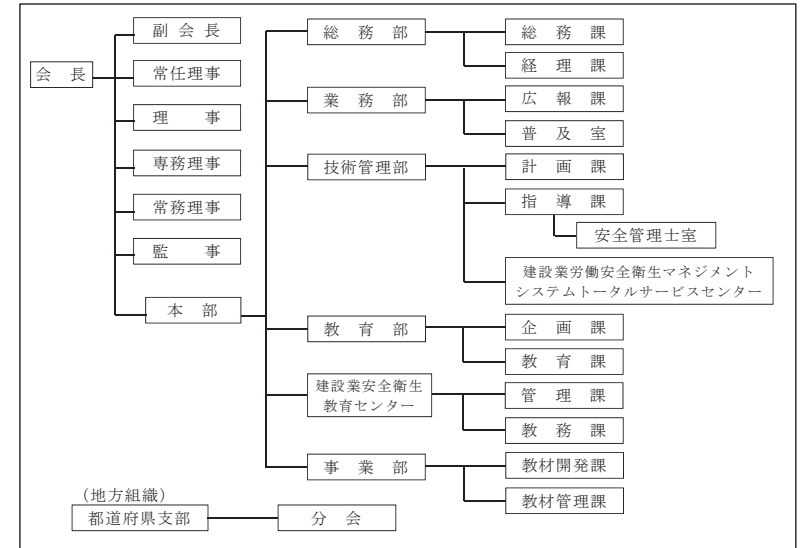 会長
副会長
常任理事
理事
専務理事
常務理事
監事
本部
総務部
総務課
経理課
業務部
広報課
普及室
技術管理部
計画課
指導課
安全管理士室
建設業労働安全衛生マネジメント
システムトータルサービスセンター
教育部
企画課
教育課
建設業安全衛生
教育センター
管理課
教務課
事業部
教材開発課
教材管理課
(地方組織)
都道府県支部
分会